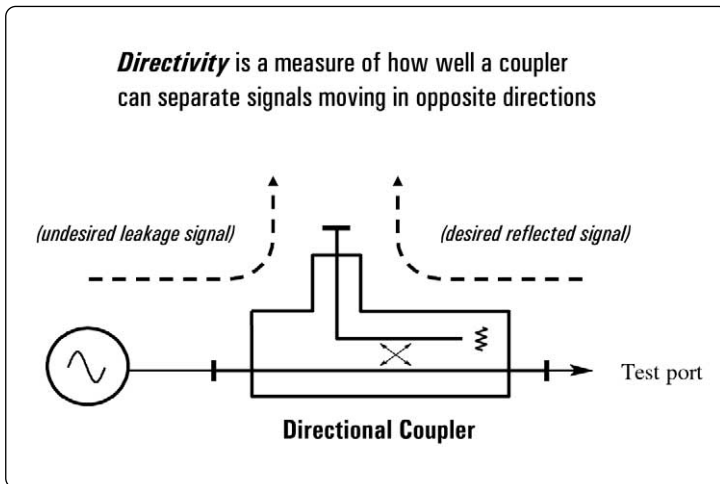 Directivity is a measure of how well a coupler
can separate signals moving in opposite directions
(undesired leakage signal)
(desired reflected signal)
Test port
Directional Coupler